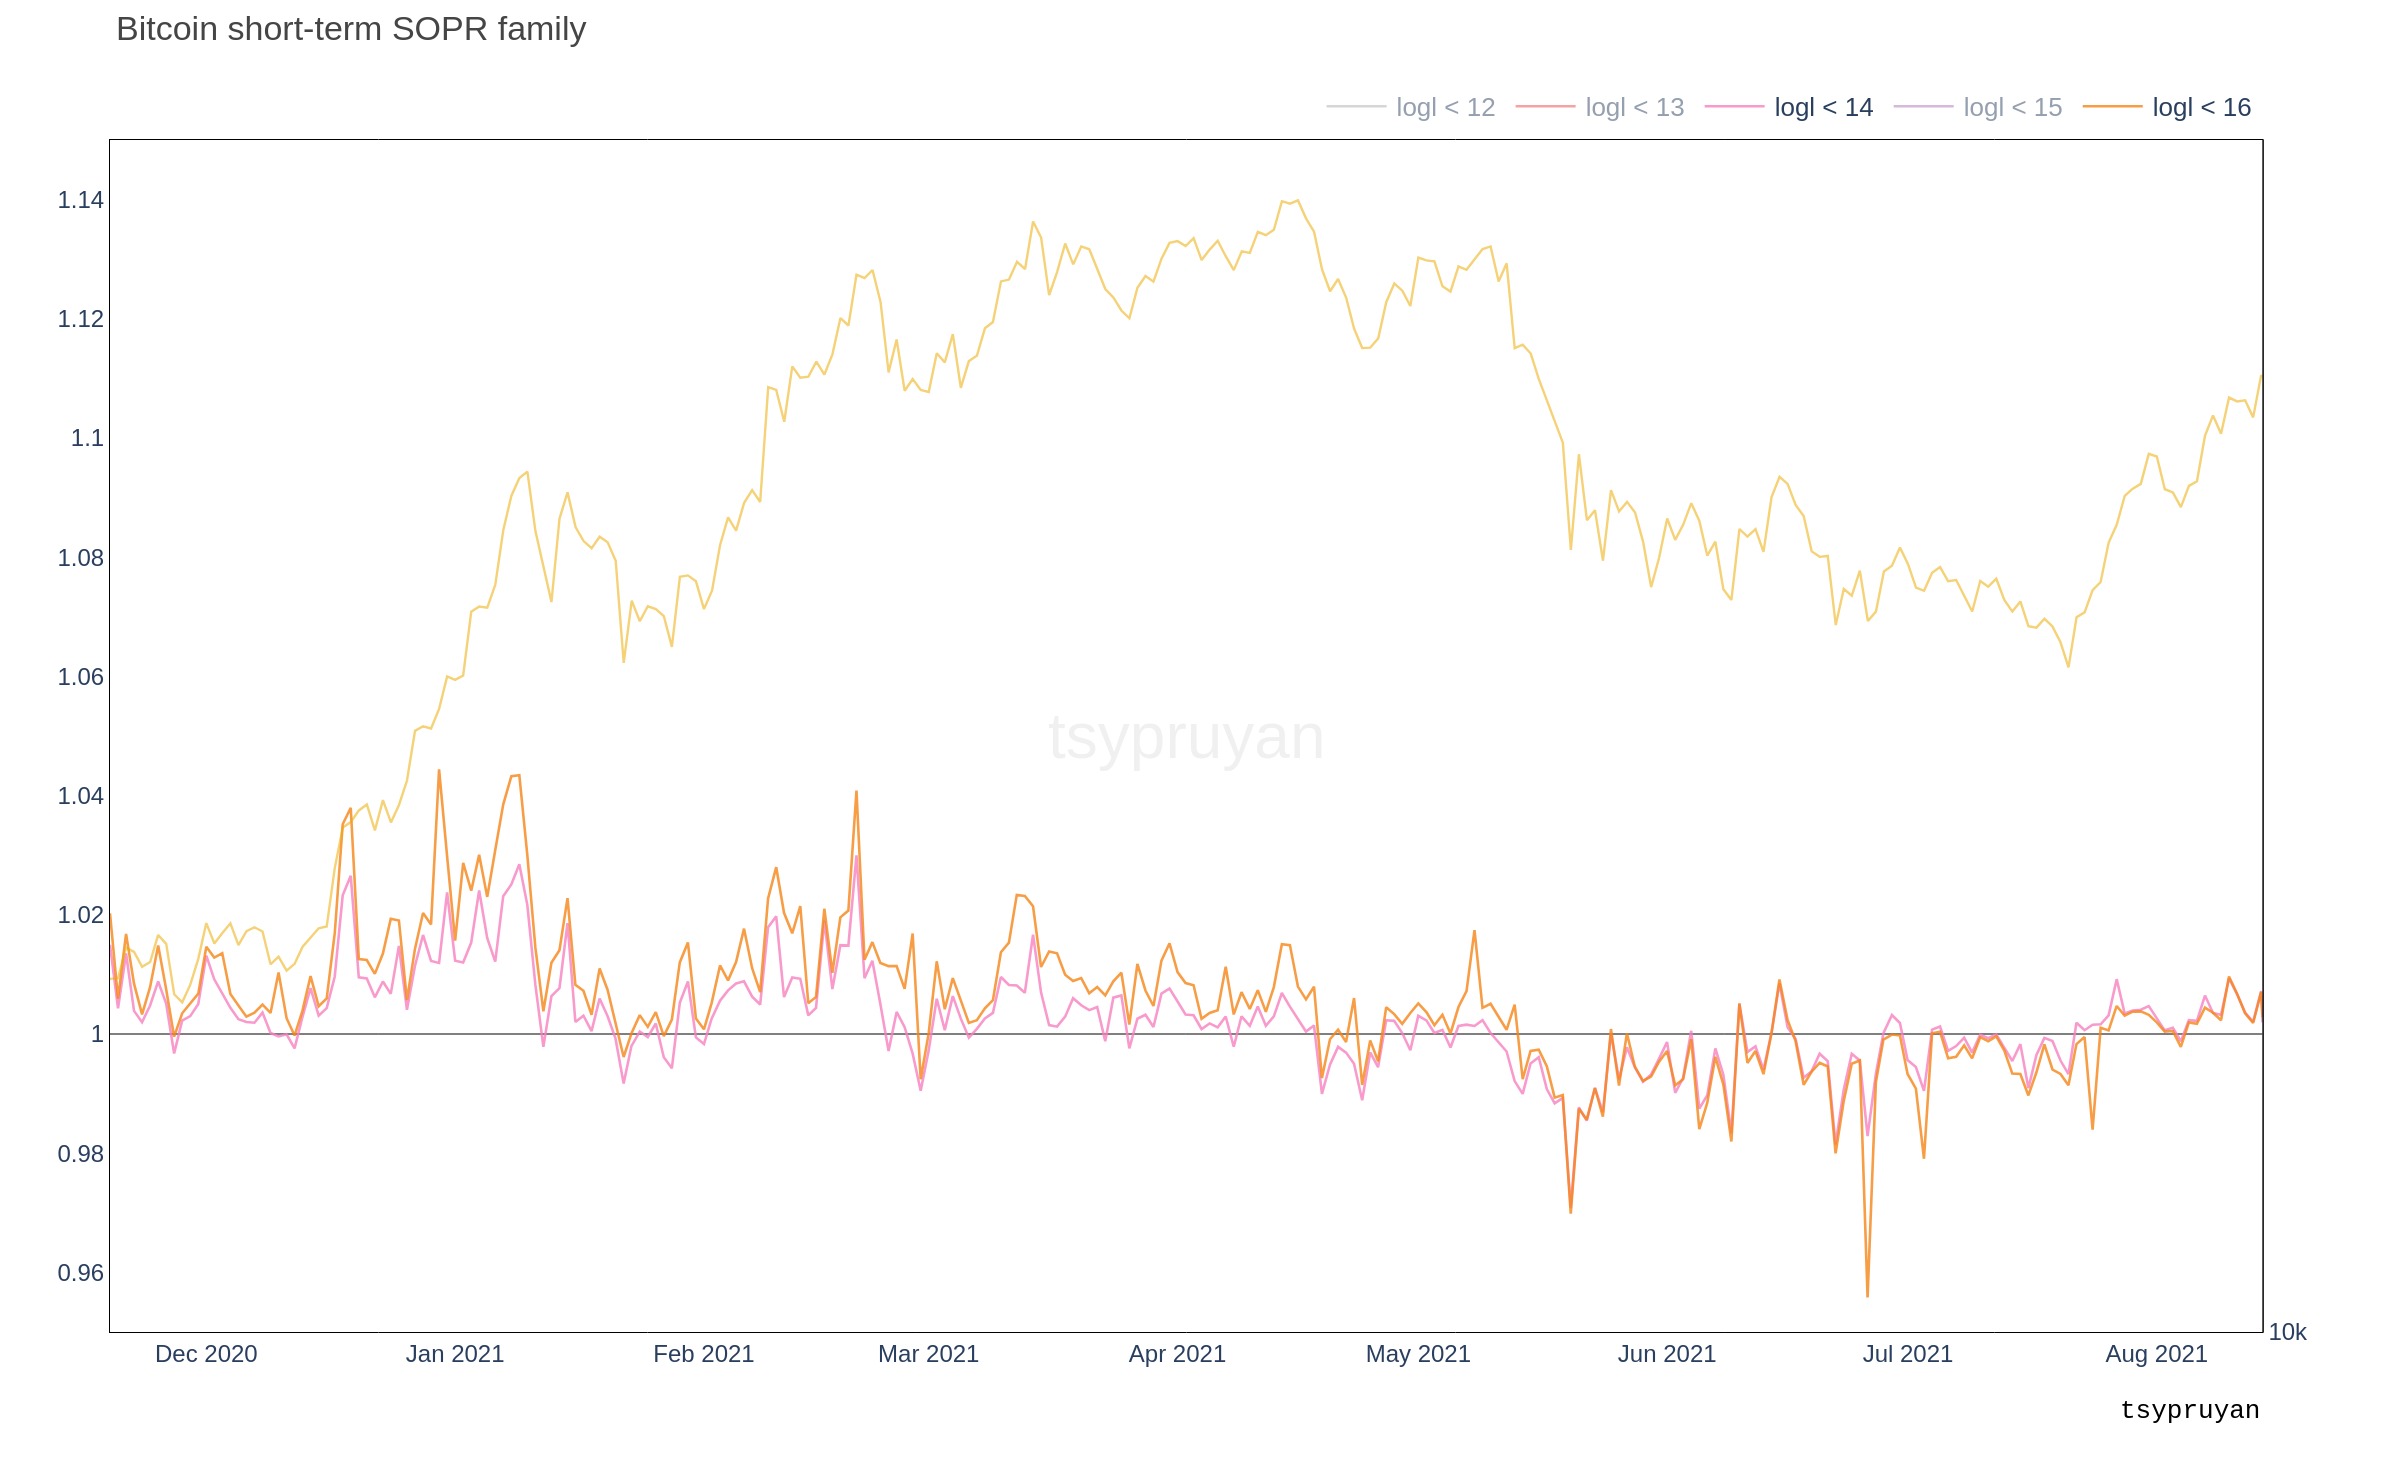 Bitcoin short-term SOPR family
logl < 12 logl < 13 logl < 14 logl < 15 logl < 16
1.14
1.12
1.1
1.08
1.06
tsypruyan
1.04
1.02
1
0.98
0.96
10k
Dec 2020 Jan 2021 Feb 2021 Mar 2021 Apr 2021 May 2021 Jun 2021 Jul 2021 Aug 2021
tsypruyan